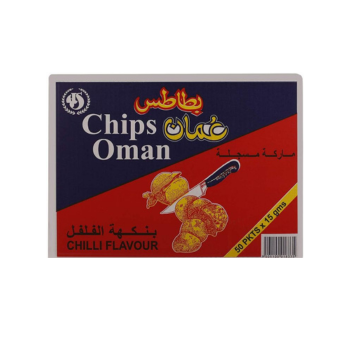 بطاطس
Chips عُمان
Oman
ماركة مسجلة
بنكهة الفلفل
CHILLI FLAVOUR
50 PKTS x 15 gms